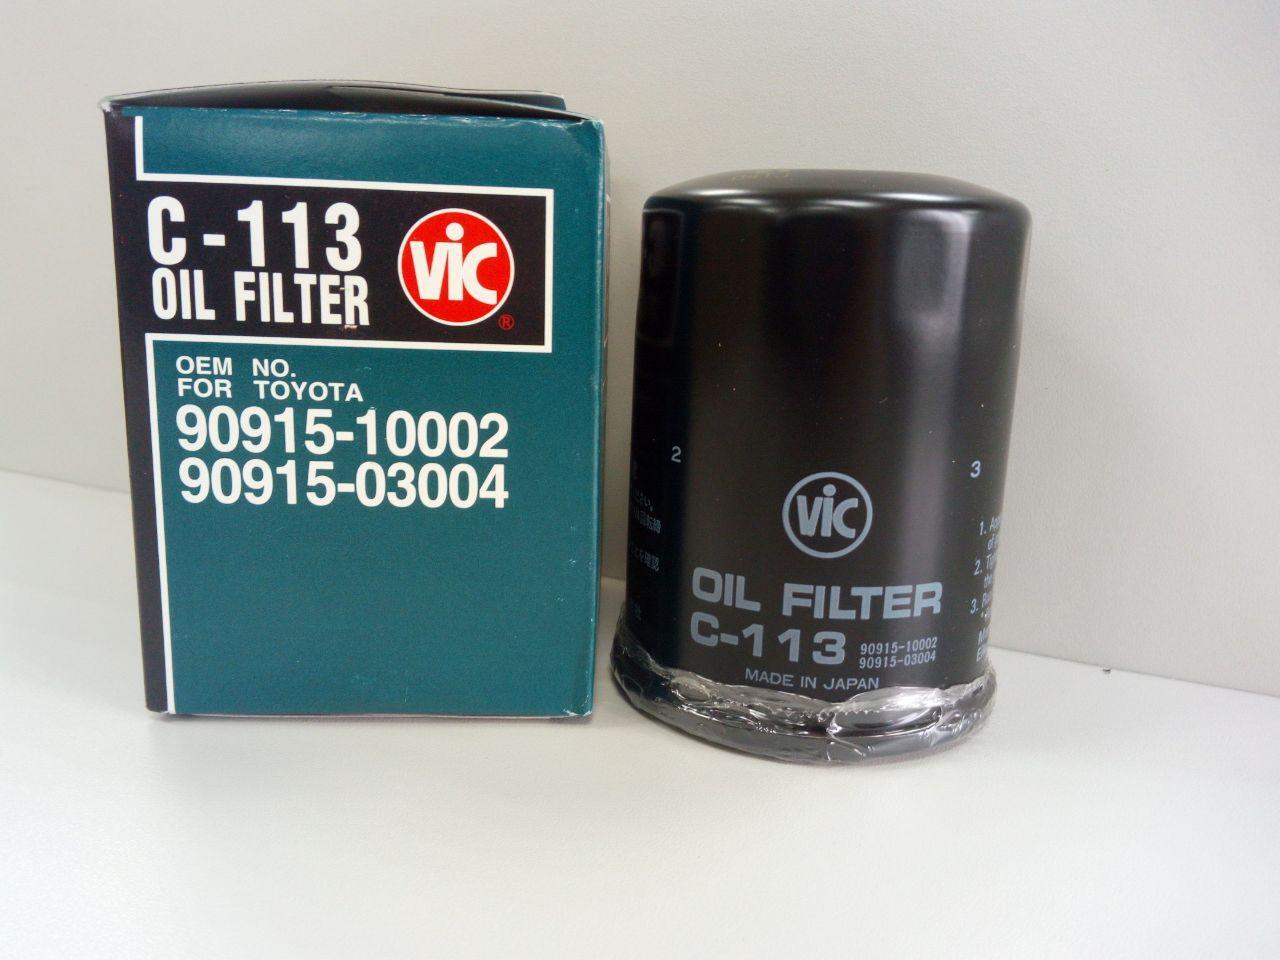 C-113
OIL FILTER
VIC
®
OEM NO.
FOR TOYOTA
90915-10002
90915-03004
2
3
VIC
OIL FILTER
C-113
90915-10002
90915-03004
MADE IN JAPAN
1.
2.
3.